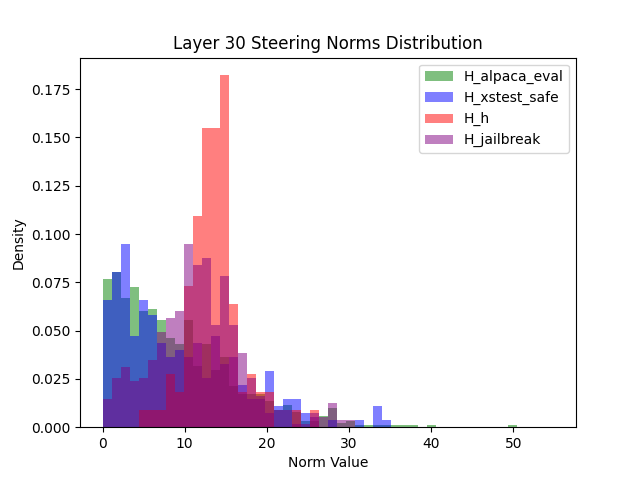 Layer 30 Steering Norms Distribution
H_alpaca_eval
H_xstest_safe
H_h
H_jailbreak
0.175
0.150
0.125
0.100
0.075
0.050
0.025
0.000
Density
0 10 20 30 40 50
Norm Value